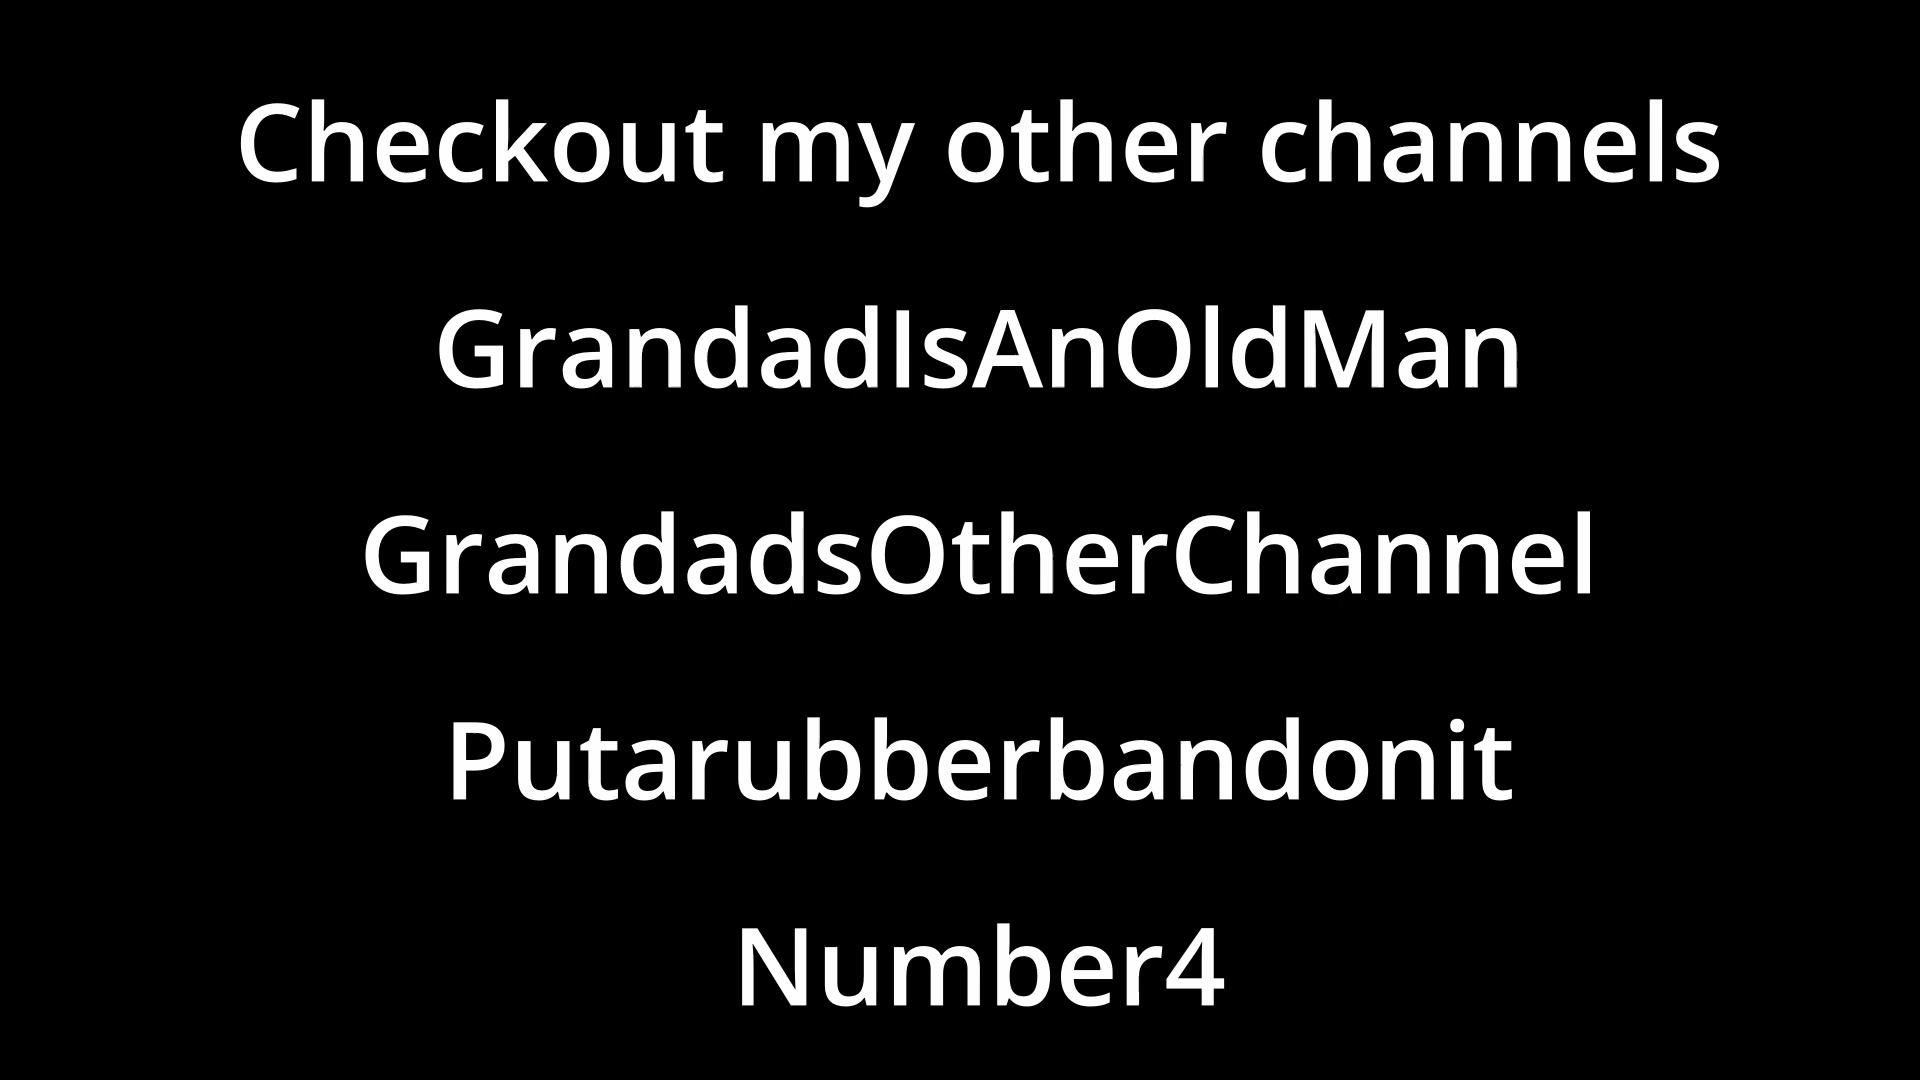 Checkout my other channels
GrandadIsAnOldMan
GrandadsOtherChannel
Putarubberbandonit
Number4